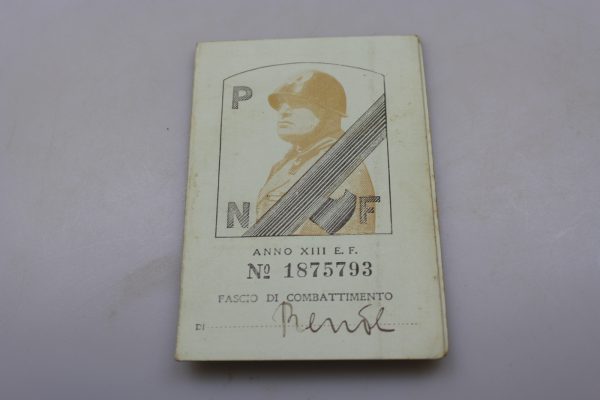 P
N F
ANNO XIII E. F.
Nº 1875793
FASCIO DI COMBATTIMENTO
DI